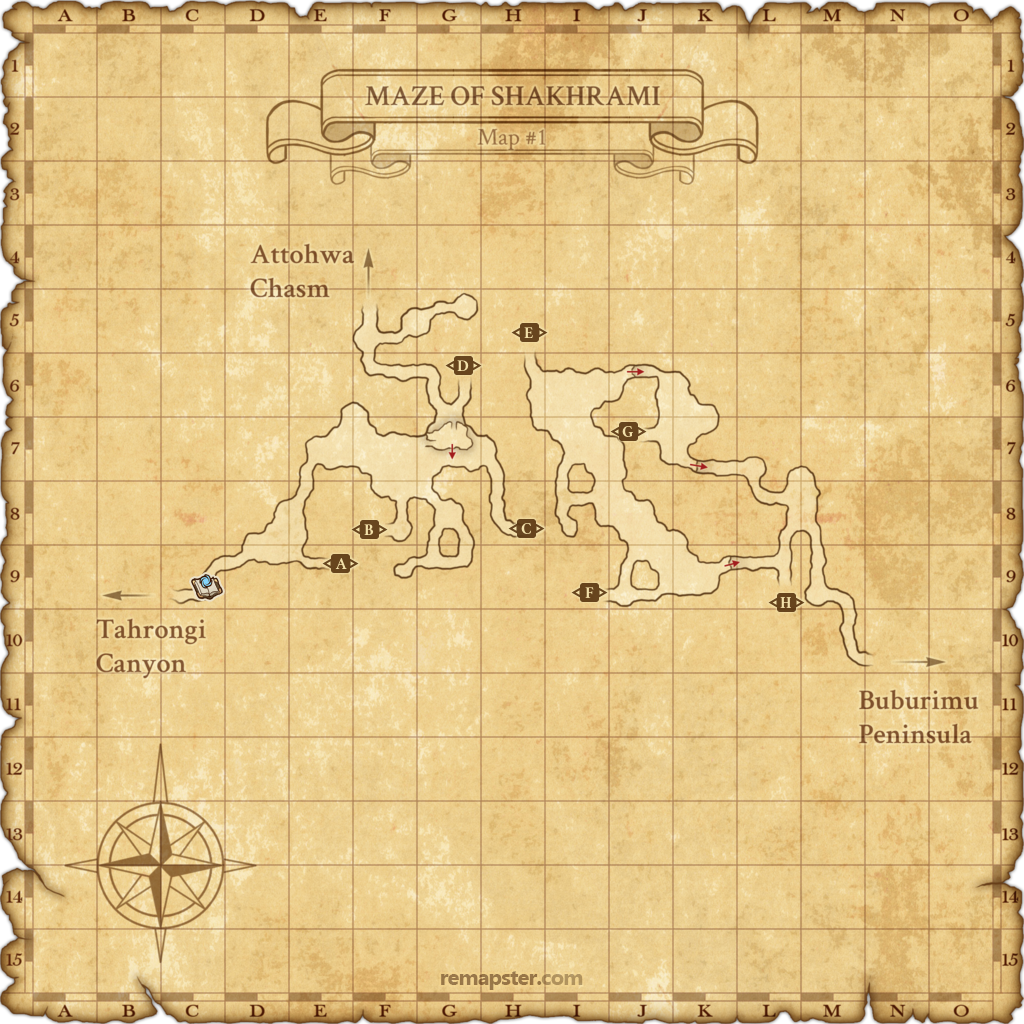 A B C D E F G H I J K L M N O
1 1
MAZE OF SHAKHRAMI
2 2
Map #1
3 3
4 4
Attohwa
Chasm
5 5
E
D
6 6
G
7 7
8 8
B
C
A
9 9
F
H
Tahrongi
Canyon
10 10
Buburimu
Peninsula
11 11
12 12
13 13
14 14
15 15
remapster.com
A B C D E F G H I J K L M N O